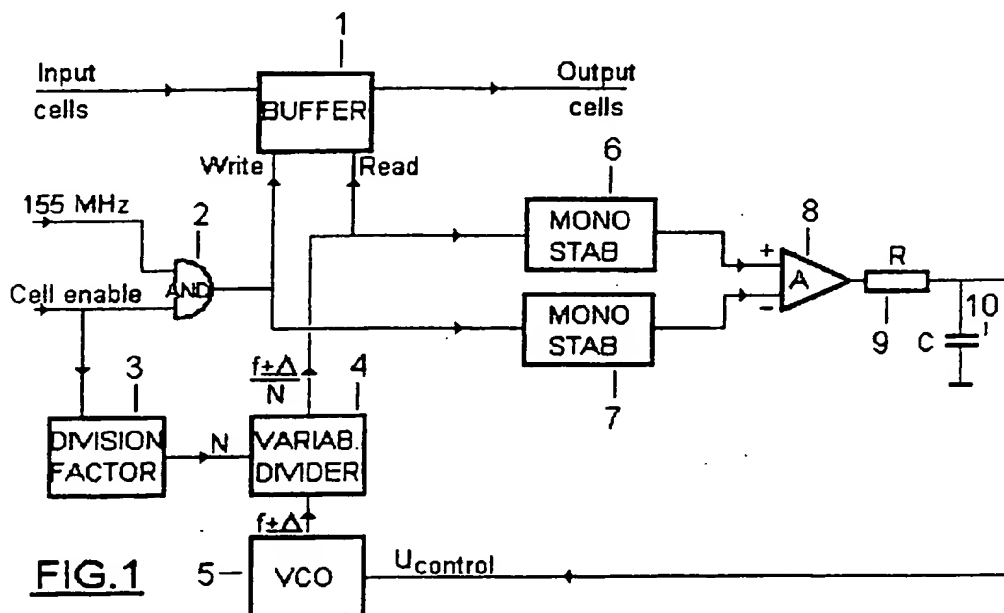 1
Input
cells
BUFFER
Output
cells
Write
Read
6
MONO
STAB
155 MHz
2
AND
8
+
A
-
R
9
10
C
Cell enable
MONO
STAB
7
3
DIVISION
FACTOR
N
f±Δ
N
4
VARIAB.
DIVIDER
f±Δ
FIG.1
5
VCO
Ucontrol